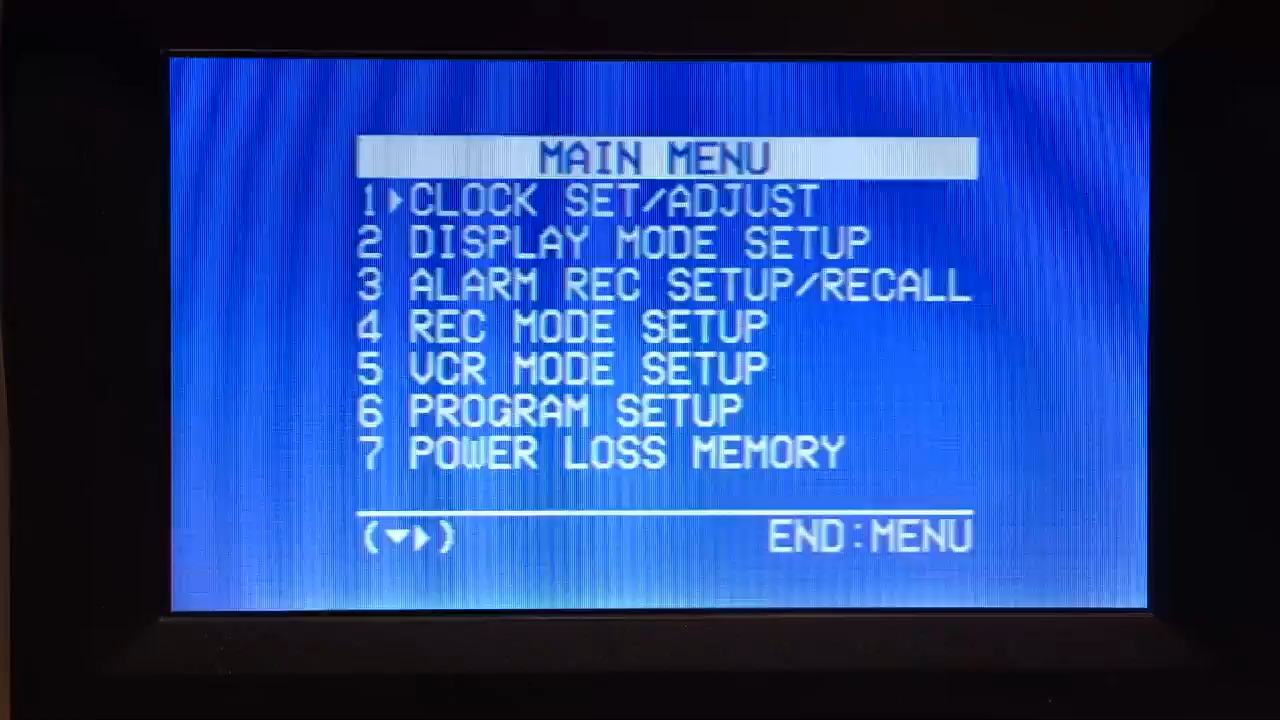 MAIN MENU
1▸CLOCK SET/ADJUST
2 DISPLAY MODE SETUP
3 ALARM REC SETUP/RECALL
4 REC MODE SETUP
5 VCR MODE SETUP
6 PROGRAM SETUP
7 POWER LOSS MEMORY
(▾▸) END:MENU